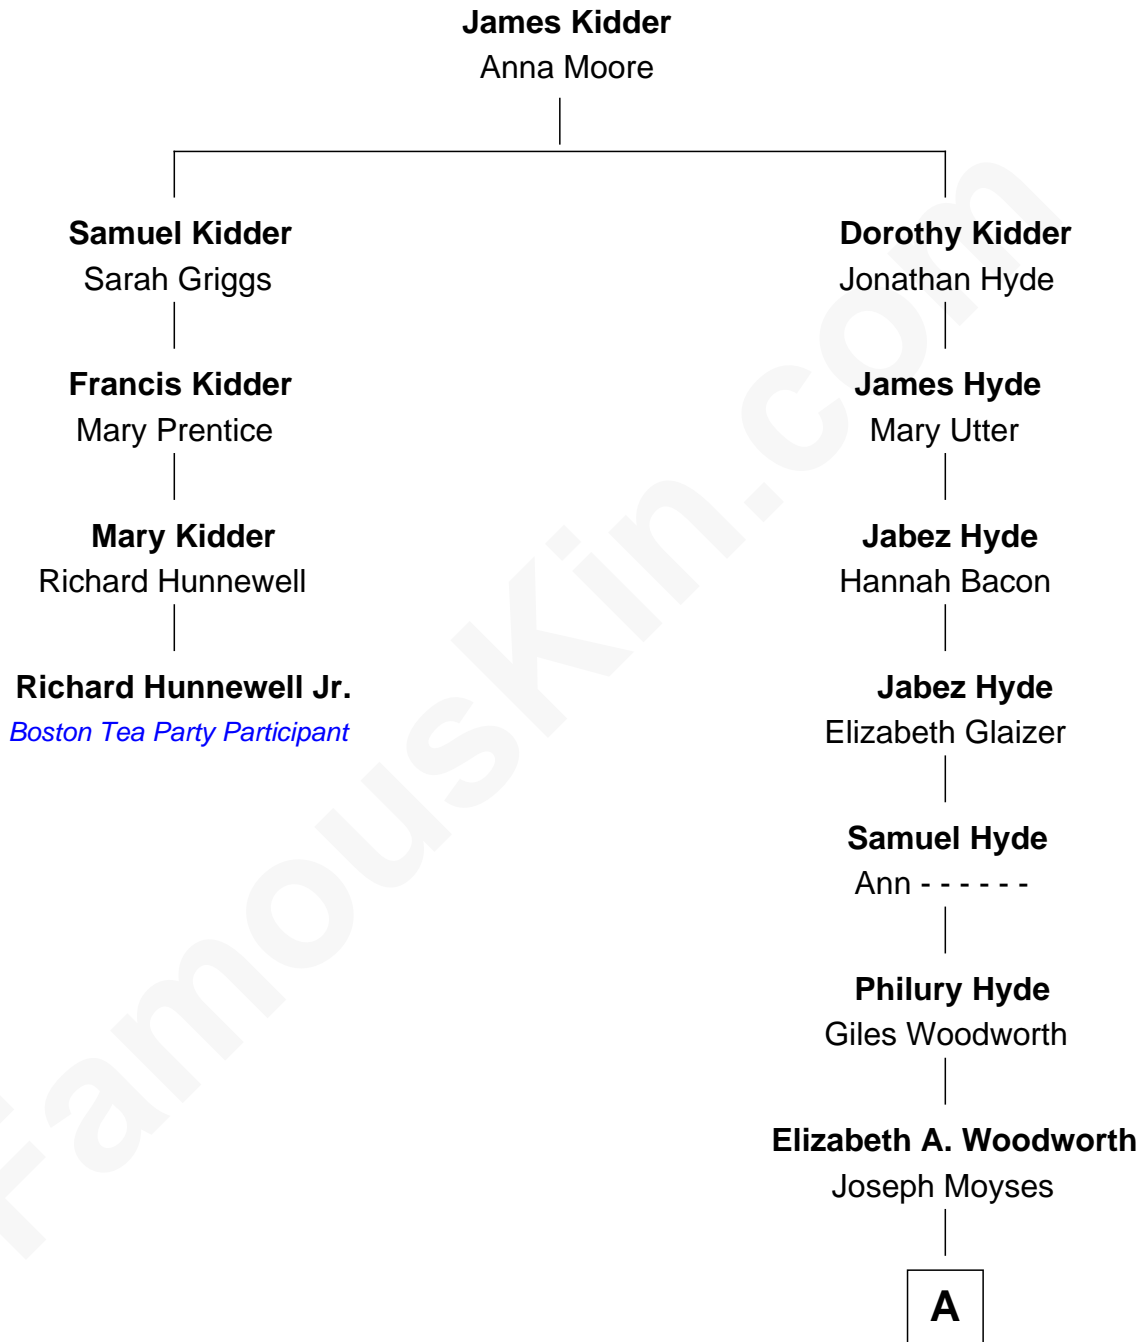 James Kidder
Anna Moore
Samuel Kidder
Sarah Griggs
Francis Kidder
Mary Prentice
Mary Kidder
Richard Hunnewell
Richard Hunnewell Jr.
Boston Tea Party Participant
Dorothy Kidder
Jonathan Hyde
James Hyde
Mary Utter
Jabez Hyde
Hannah Bacon
Jabez Hyde
Elizabeth Glaizer
Samuel Hyde
Ann - - - - - -
Philury Hyde
Giles Woodworth
Elizabeth A. Woodworth
Joseph Moyses
A
FamousKin.com